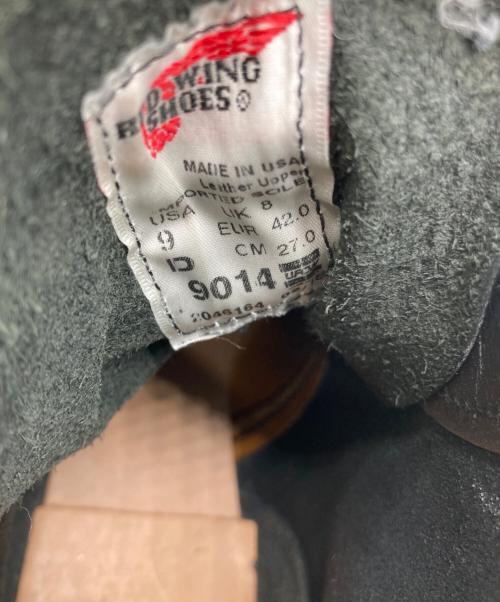 RED WING
SHOES®
MADE IN USA
Leather Upper
IMPORTED SOLE
USA UK 8
9 EUR 42.0
D CM 27.0
9014